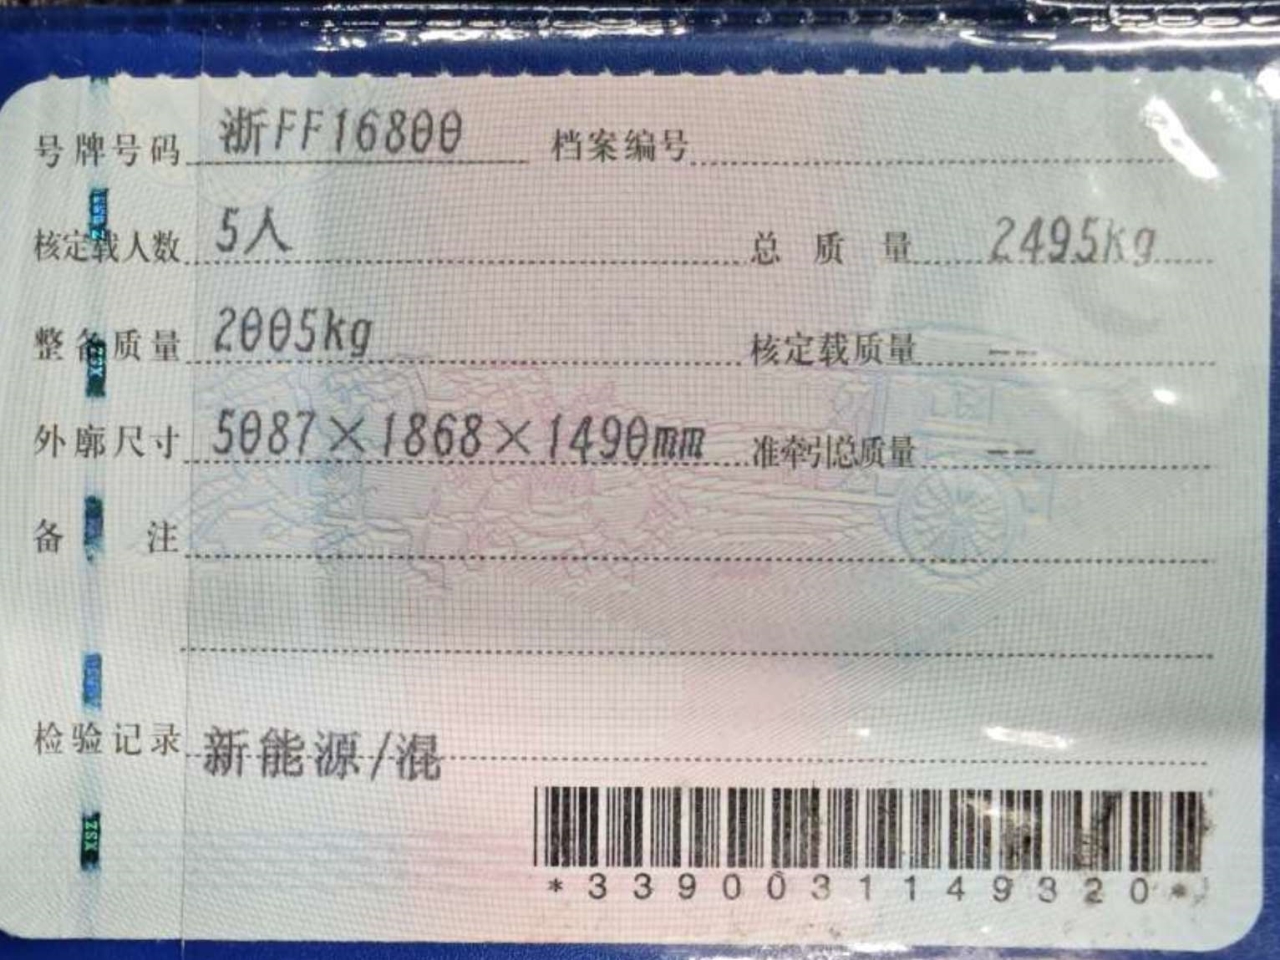 号牌号码 浙FF16800 档案编号
核定载人数 5人 总质量 2495kg
整备质量 2005kg 核定载质量 --
外廓尺寸 5087×1868×1490mm 准牵引总质量 --
备注
检验记录 新能源/混
*3390031149320*